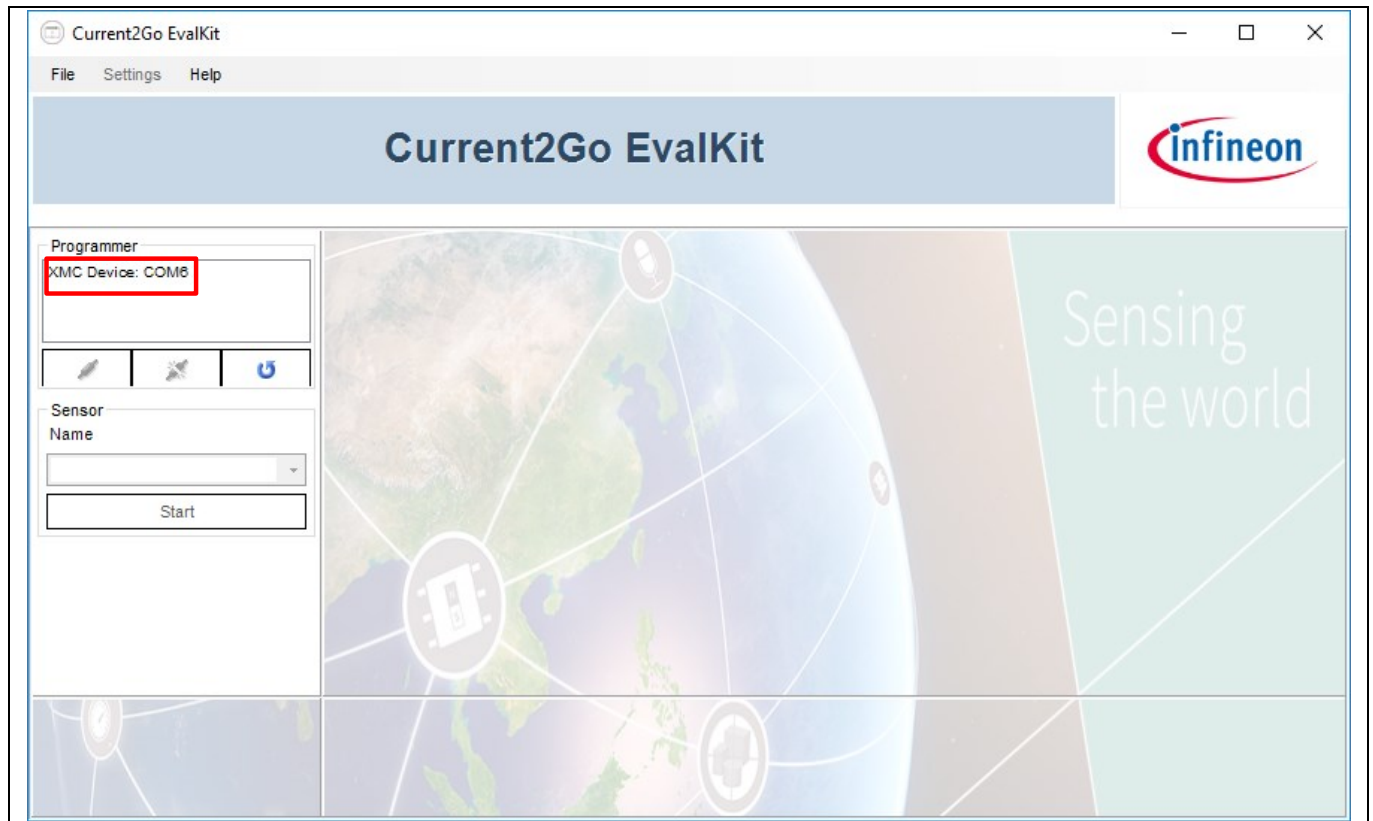 Current2Go EvalKit
File Settings Help
Current2Go EvalKit
infineon
Programmer
XMC Device: COM6
Sensor
Name
Start
Sensing
the world